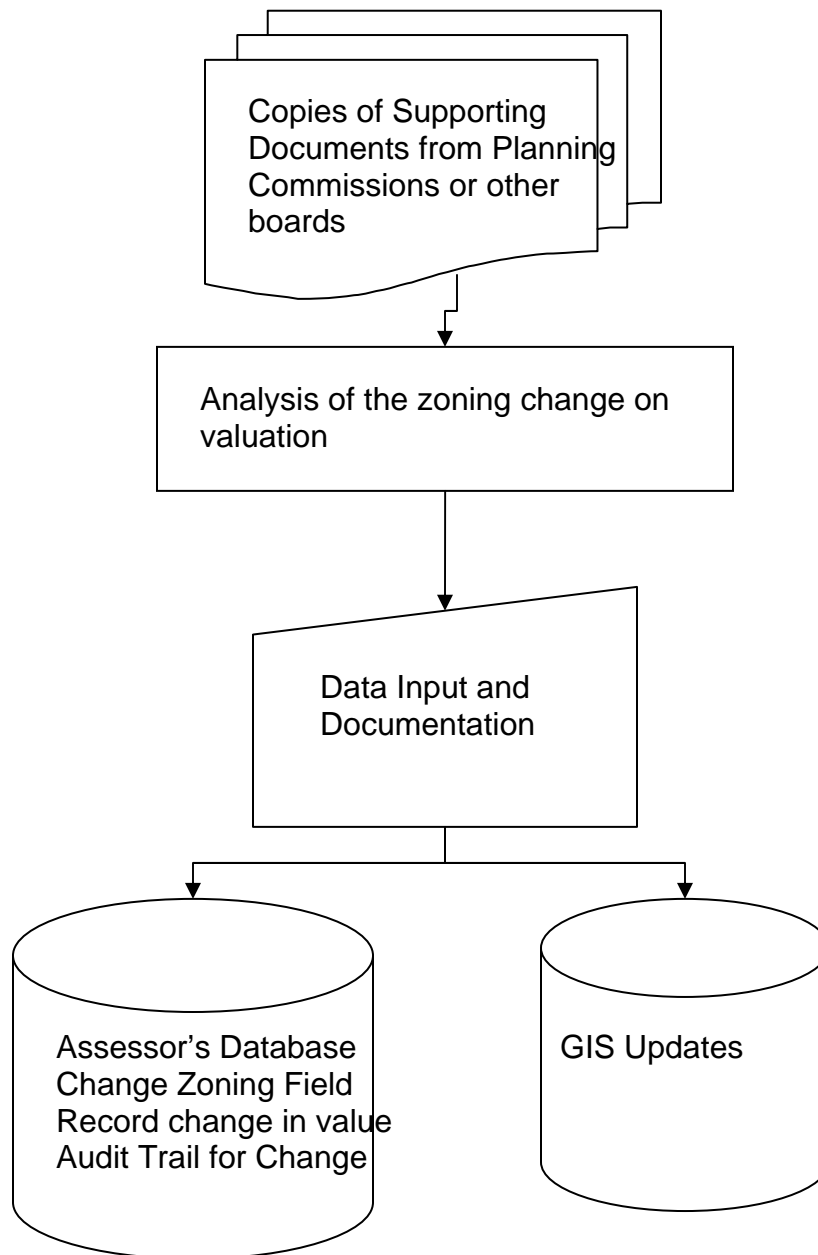 Copies of Supporting
Documents from Planning
Commissions or other
boards
Analysis of the zoning change on
valuation
Data Input and
Documentation
Assessor’s Database
Change Zoning Field
Record change in value
Audit Trail for Change
GIS Updates